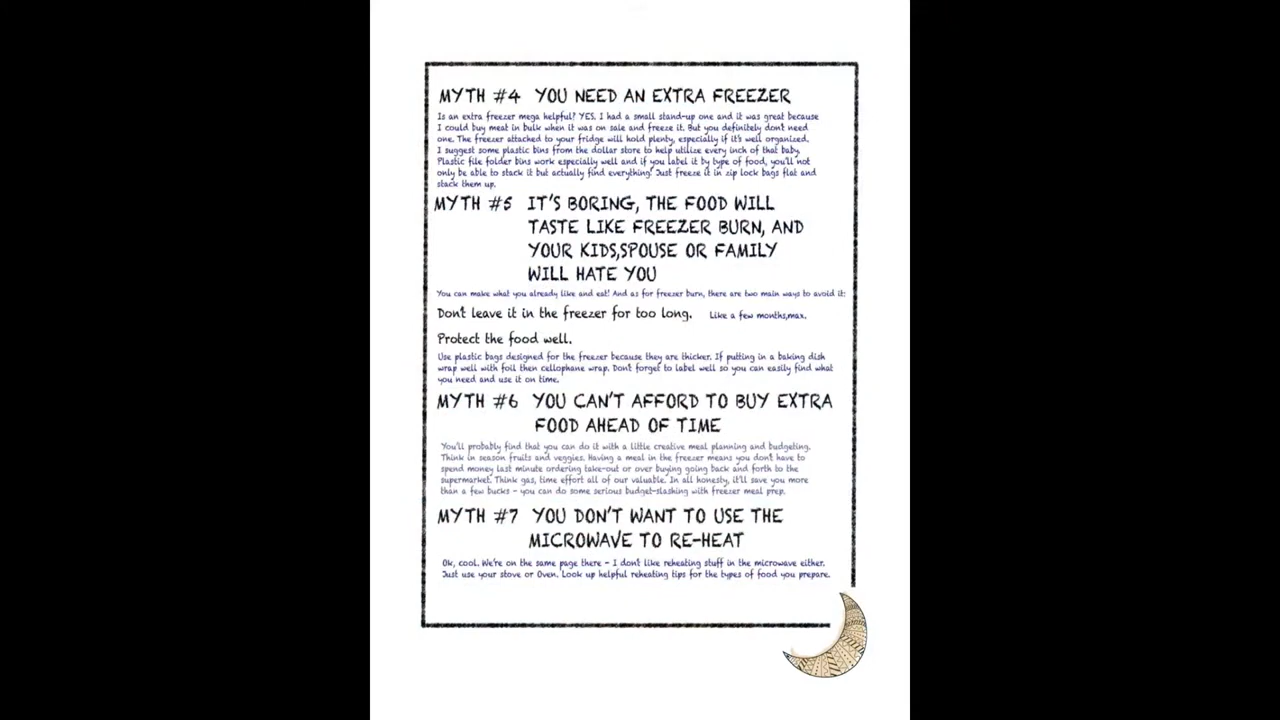 MYTH #4 YOU NEED AN EXTRA FREEZER
Is an extra freezer mega helpful? YES. I had a small stand-up one and it was great because
I could buy meat in bulk when it was on sale and freeze it. But you definitely don't need
one. The freezer attached to your fridge will hold plenty, especially if it's well organized.
I suggest some plastic bins from the dollar store to help utilize every inch of that baby.
Plastic file folder bins work especially well and if you label it by type of food, you'll not
only be able to stack it but actually find everything. Just freeze it in zip lock bags flat and
stack them up.
MYTH #5 IT'S BORING, THE FOOD WILL
TASTE LIKE FREEZER BURN, AND
YOUR KIDS,SPOUSE OR FAMILY
WILL HATE YOU
You can make what you already like and eat! And as for freezer burn, there are two main ways to avoid it:
Don't leave it in the freezer for too long. Like a few months,max.
Protect the food well.
Use plastic bags designed for the freezer because they are thicker. If putting in a baking dish
wrap well with foil then cellophane wrap. Don't forget to label well so you can easily find what
you need and use it on time.
MYTH #6 YOU CAN'T AFFORD TO BUY EXTRA
FOOD AHEAD OF TIME
You'll probably find that you can do it with a little creative meal planning and budgeting.
Think in season fruits and veggies. Having a meal in the freezer means you don't have to
spend money last minute ordering take-out or over buying going back and forth to the
supermarket. Think gas, time effort all of our valuable. In all honesty, it'll save you more
than a few bucks - you can do some serious budget-slashing with freezer meal prep.
MYTH #7 YOU DON'T WANT TO USE THE
MICROWAVE TO RE-HEAT
Ok, cool. We're on the same page there - I don't like reheating stuff in the microwave either.
Just use your stove or Oven. Look up helpful reheating tips for the types of food you prepare.